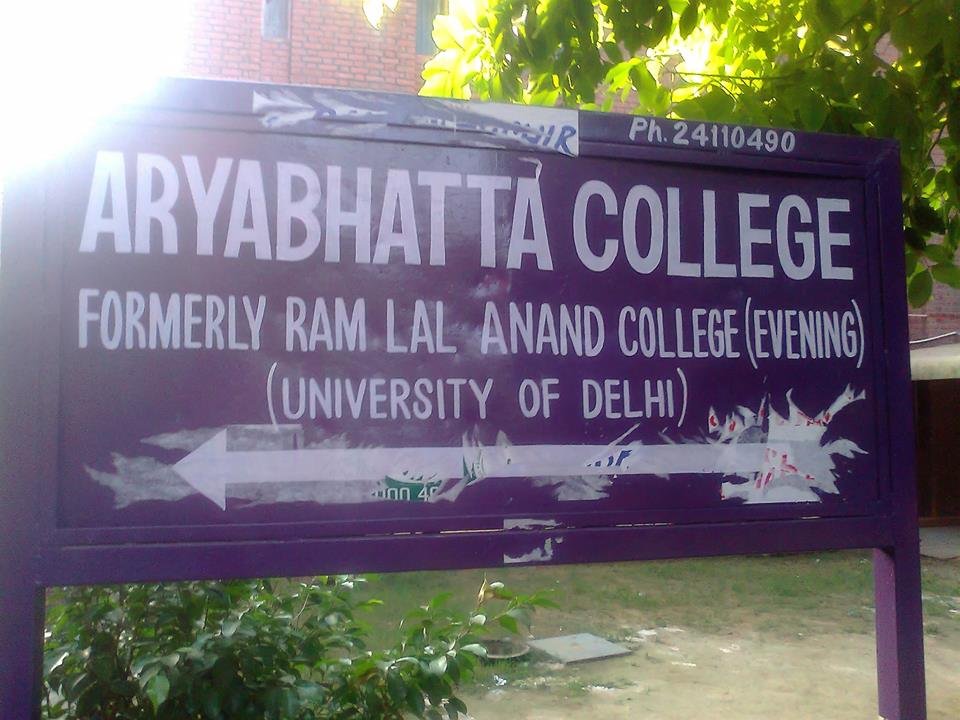 Ph. 24110490
ARYABHATTA COLLEGE
FORMERLY RAM LAL ANAND COLLEGE (EVENING)
(UNIVERSITY OF DELHI)